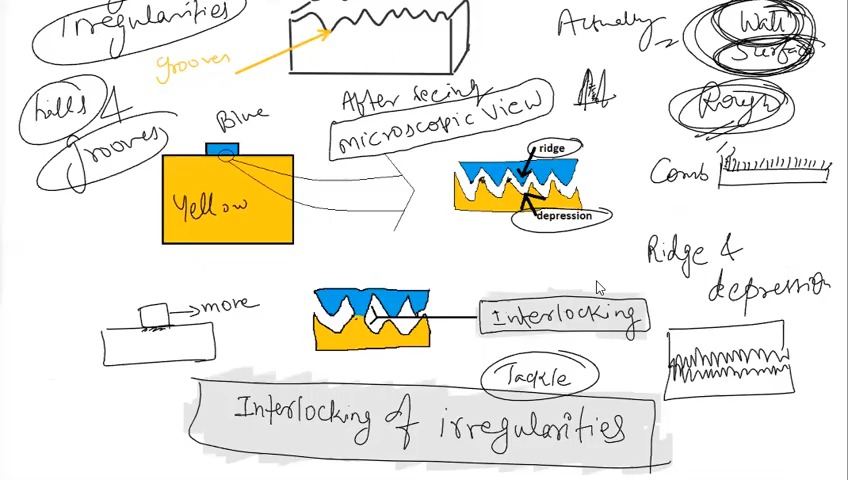 Irregularities
grooves
Actually
Wall
Surface
hills &
grooves
Blue
After seeing
microscopic view
Rough
ridge
Comb
Yellow
depression
Ridge &
depression
more
Interlocking
Tackle
Interlocking of irregularities